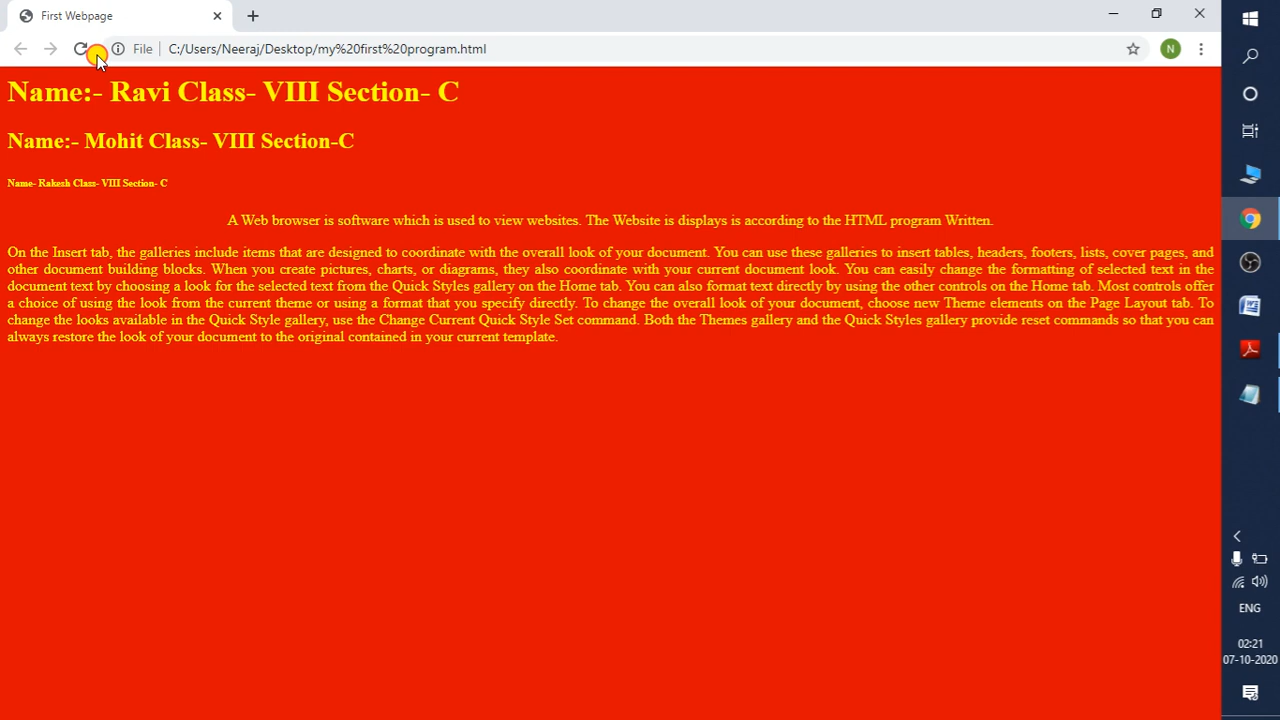 First Webpage
File
C:/Users/Neeraj/Desktop/my%20first%20program.html
N
Name:- Ravi Class- VIII Section- C
Name:- Mohit Class- VIII Section-C
Name- Rakesh Class- VIII Section- C
A Web browser is software which is used to view websites. The Website is displays is according to the HTML program Written.
On the Insert tab, the galleries include items that are designed to coordinate with the overall look of your document. You can use these galleries to insert tables, headers, footers, lists, cover pages, and
other document building blocks. When you create pictures, charts, or diagrams, they also coordinate with your current document look. You can easily change the formatting of selected text in the
document text by choosing a look for the selected text from the Quick Styles gallery on the Home tab. You can also format text directly by using the other controls on the Home tab. Most controls offer
a choice of using the look from the current theme or using a format that you specify directly. To change the overall look of your document, choose new Theme elements on the Page Layout tab. To
change the looks available in the Quick Style gallery, use the Change Current Quick Style Set command. Both the Themes gallery and the Quick Styles gallery provide reset commands so that you can
always restore the look of your document to the original contained in your current template.
ENG
02:21
07-10-2020